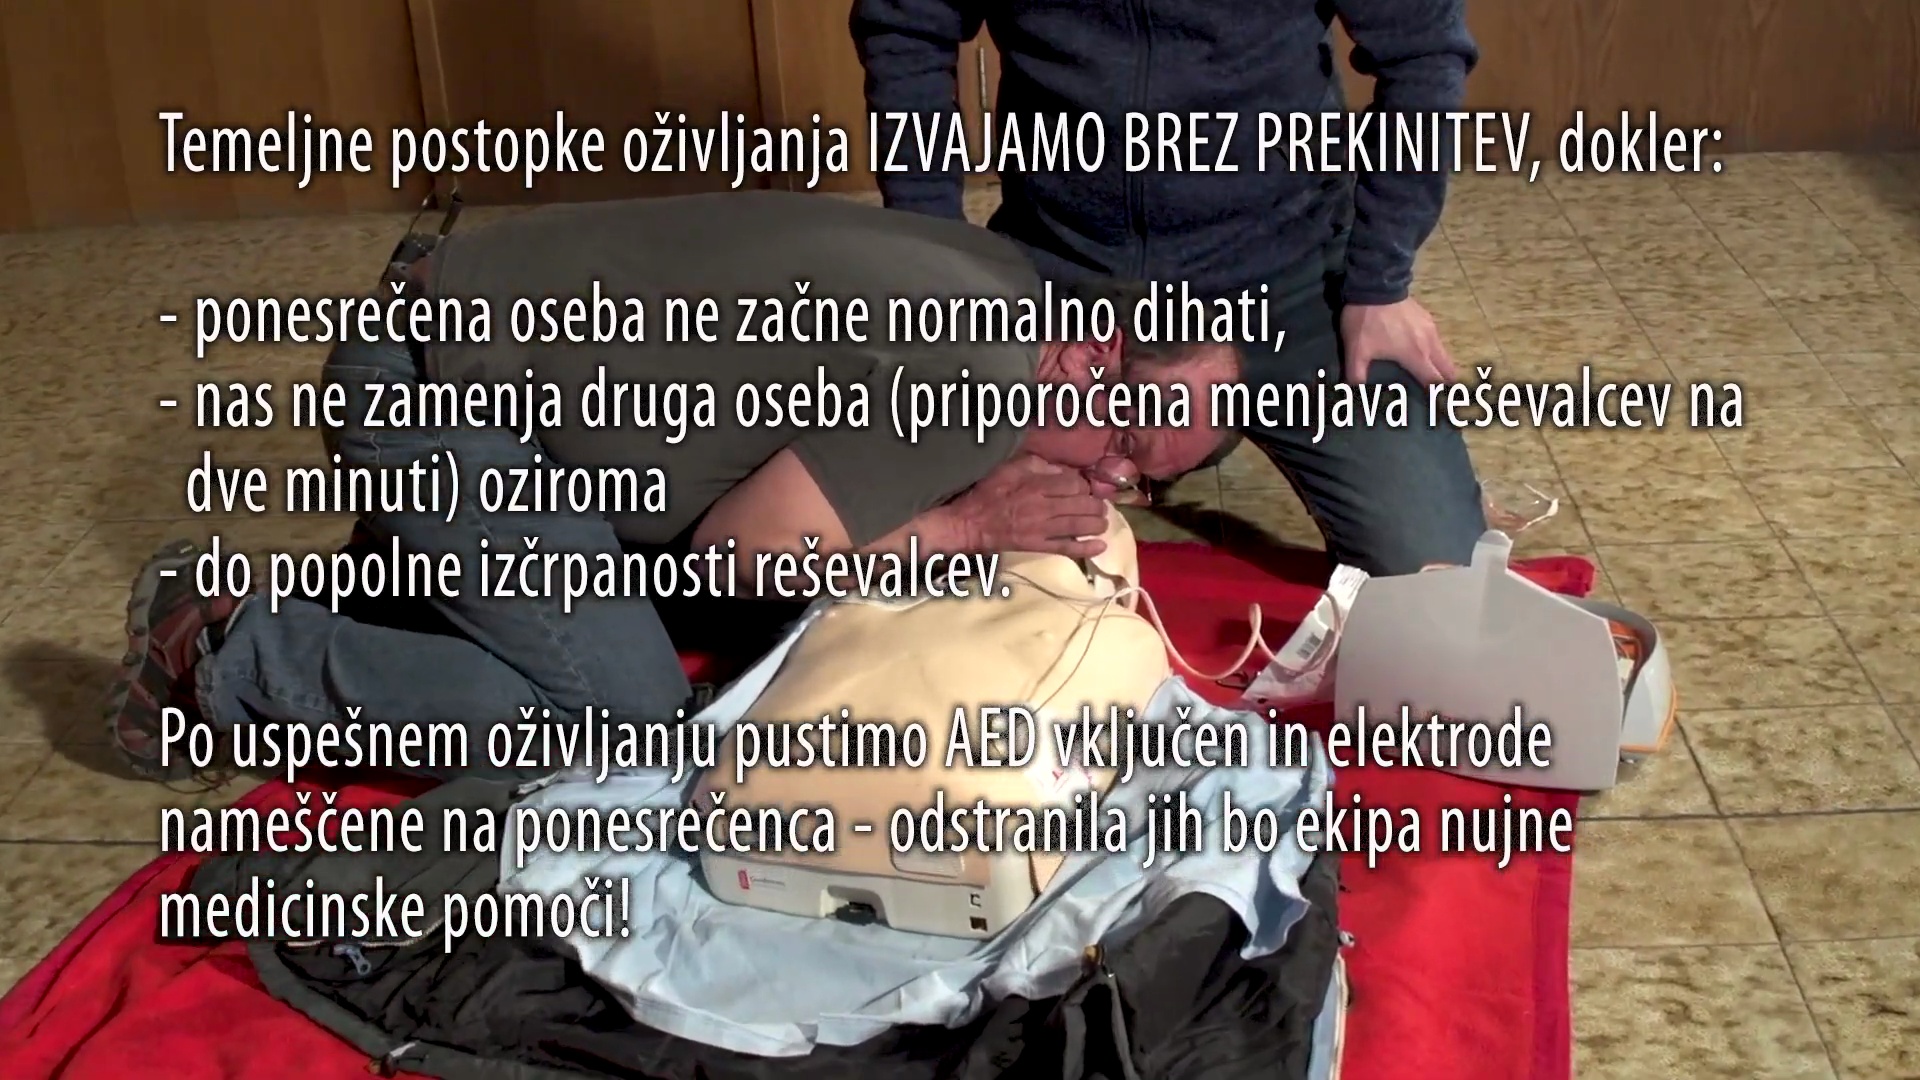 Temeljne postopke oživljanja IZVAJAMO BREZ PREKINITEV, dokler:
- ponesrečena oseba ne začne normalno dihati,
- nas ne zamenja druga oseba (priporočena menjava reševalcev na
dve minuti) oziroma
- do popolne izčrpanosti reševalcev.
Po uspešnem oživljanju pustimo AED vključen in elektrode
nameščene na ponesrečenca - odstranila jih bo ekipa nujne
medicinske pomoči!